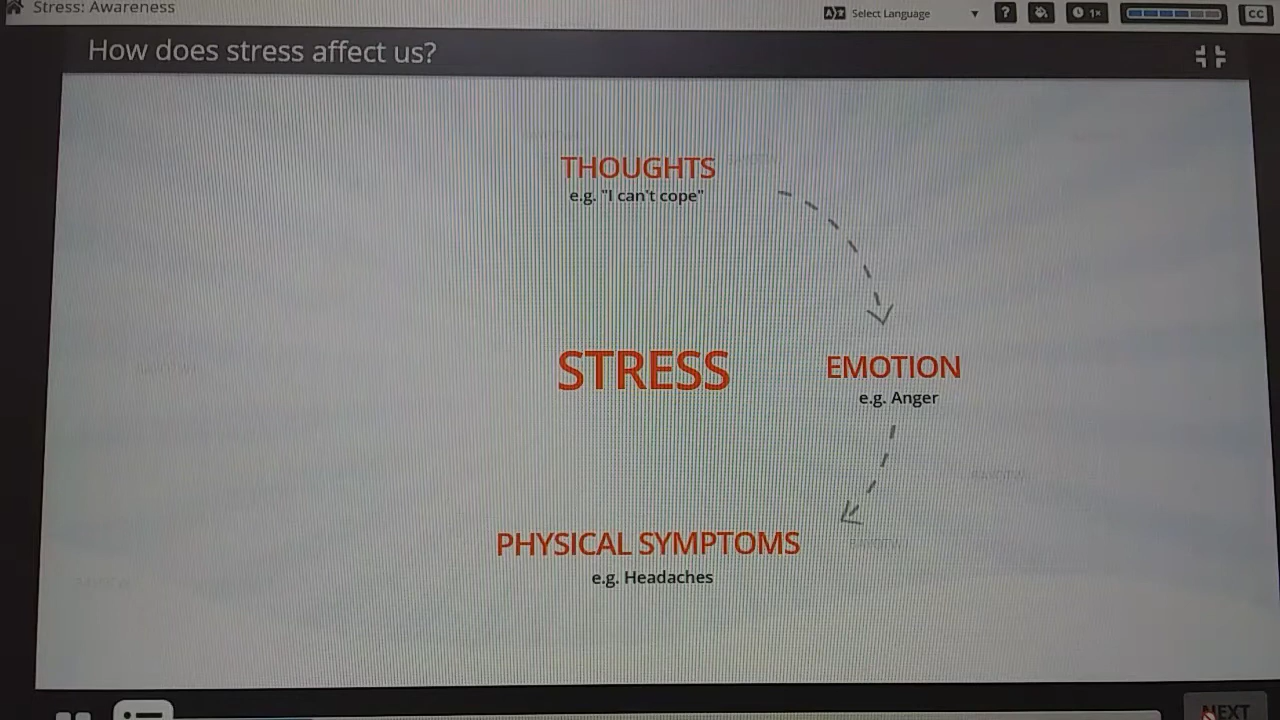 Stress: Awareness
Select Language
?
1×
CC
How does stress affect us?
THOUGHTS
e.g. "I can't cope"
STRESS
EMOTION
e.g. Anger
PHYSICAL SYMPTOMS
e.g. Headaches
NEXT